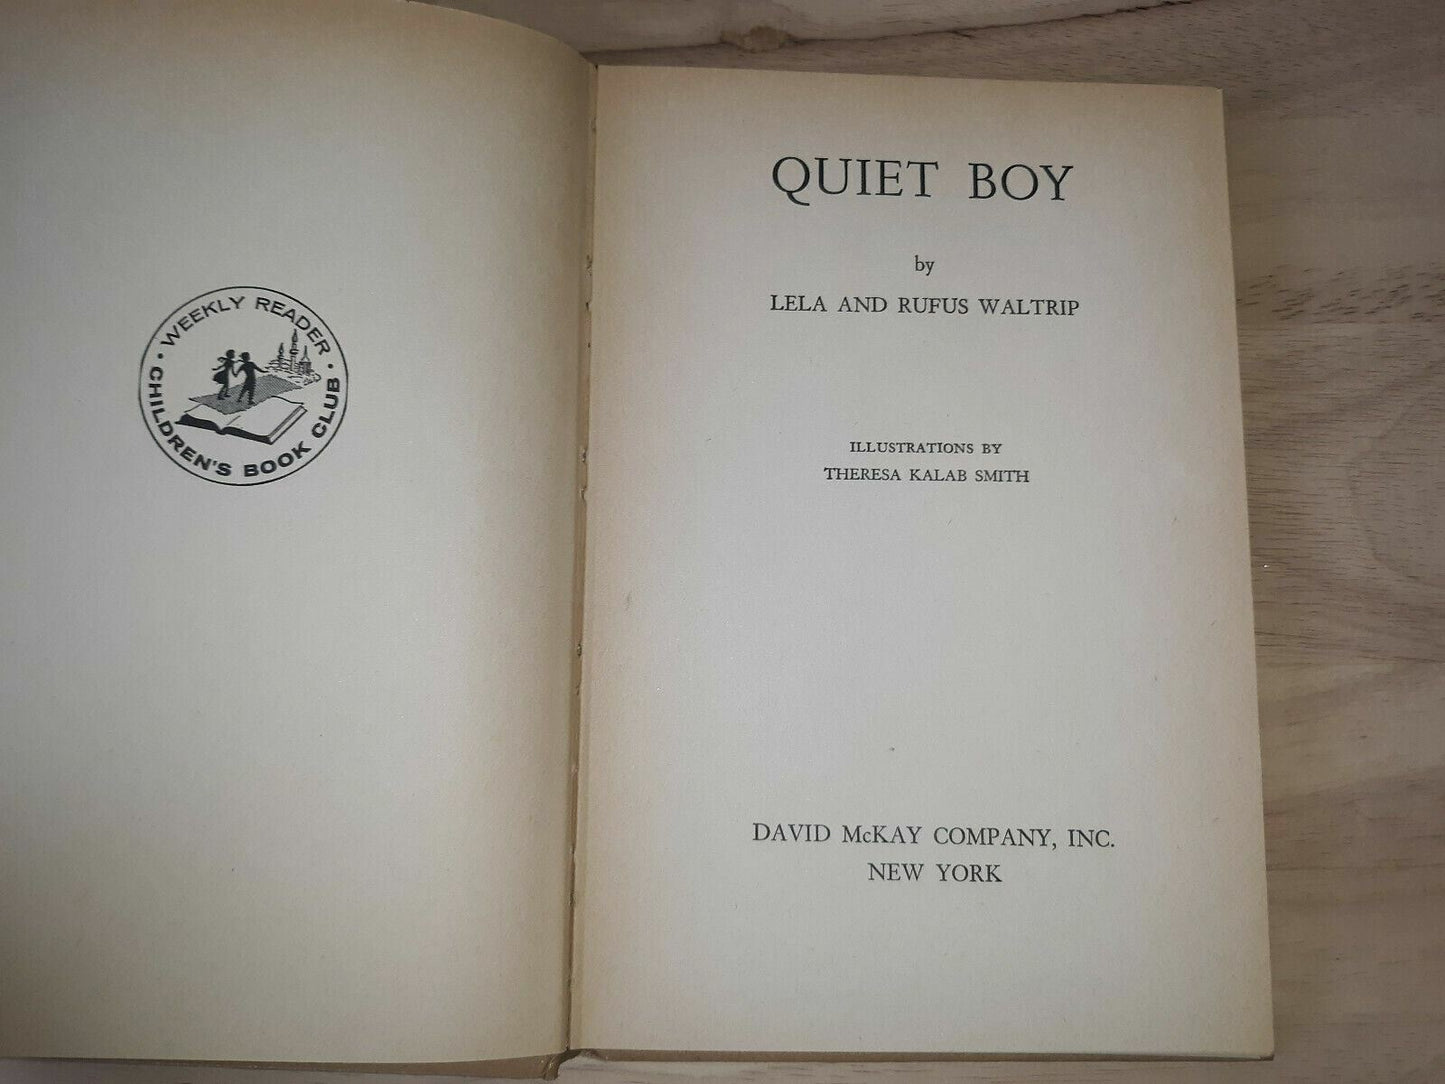 WEEKLY READER
CHILDREN'S BOOK CLUB
QUIET BOY
by
LELA AND RUFUS WALTRIP
ILLUSTRATIONS BY
THERESA KALAB SMITH
DAVID McKAY COMPANY, INC.
NEW YORK